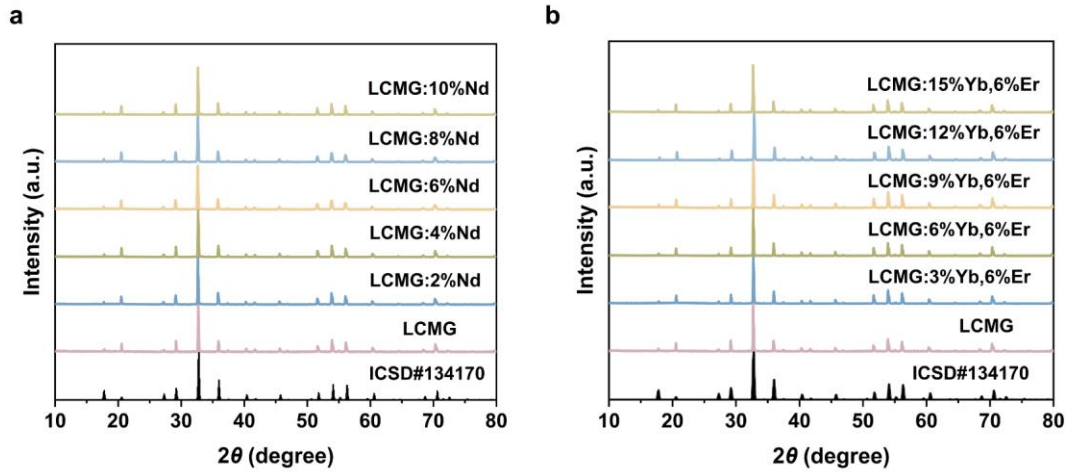 a
Intensity (a.u.)
LCMG:10%Nd
LCMG:8%Nd
LCMG:6%Nd
LCMG:4%Nd
LCMG:2%Nd
LCMG
ICSD#134170
10 20 30 40 50 60 70 80
2θ (degree)
b
Intensity (a.u.)
LCMG:15%Yb,6%Er
LCMG:12%Yb,6%Er
LCMG:9%Yb,6%Er
LCMG:6%Yb,6%Er
LCMG:3%Yb,6%Er
LCMG
ICSD#134170
10 20 30 40 50 60 70 80
2θ (degree)